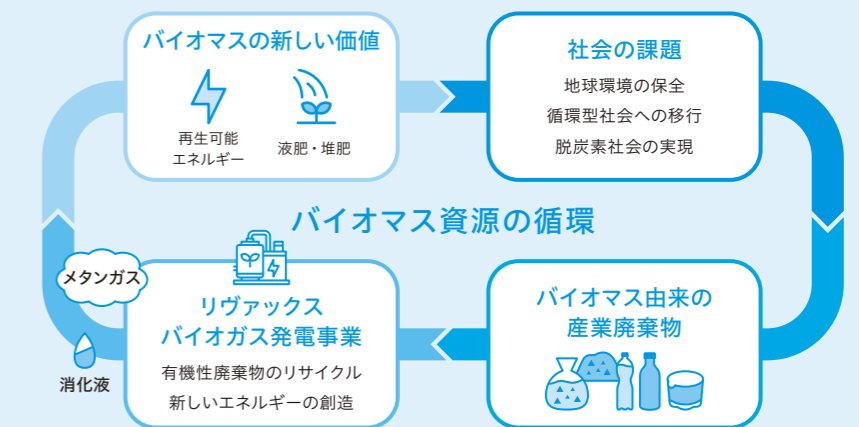 バイオマスの新しい価値
再生可能
エネルギー
液肥・堆肥
社会の課題
地球環境の保全
循環型社会への移行
脱炭素社会の実現
バイオマス資源の循環
メタンガス
消化液
リヴァックス
バイオガス発電事業
有機性廃棄物のリサイクル
新しいエネルギーの創造
バイオマス由来の
産業廃棄物